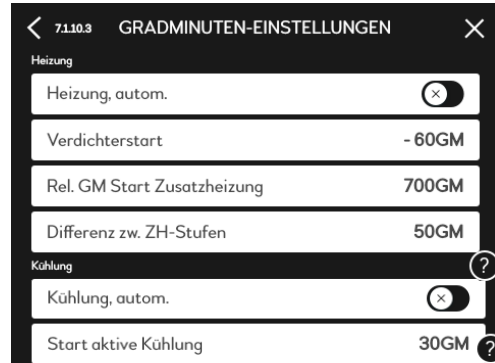 7.1.10.3 GRADMINUTEN-EINSTELLUNGEN
Heizung
Heizung, autom.
Verdichterstart - 60GM
Rel. GM Start Zusatzheizung 700GM
Differenz zw. ZH-Stufen 50GM
Kühlung
?
Kühlung, autom.
Start aktive Kühlung 30GM ?